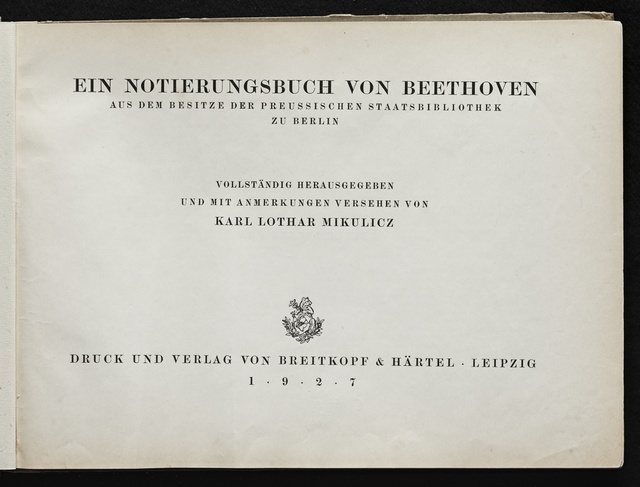 EIN NOTIERUNGSBUCH VON BEETHOVEN
AUS DEM BESITZE DER PREUSSISCHEN STAATSBIBLIOTHEK
ZU BERLIN
VOLLSTÄNDIG HERAUSGEGEBEN
UND MIT ANMERKUNGEN VERSEHEN VON
KARL LOTHAR MIKULICZ
DRUCK UND VERLAG VON BREITKOPF & HÄRTEL · LEIPZIG
1 · 9 · 2 · 7